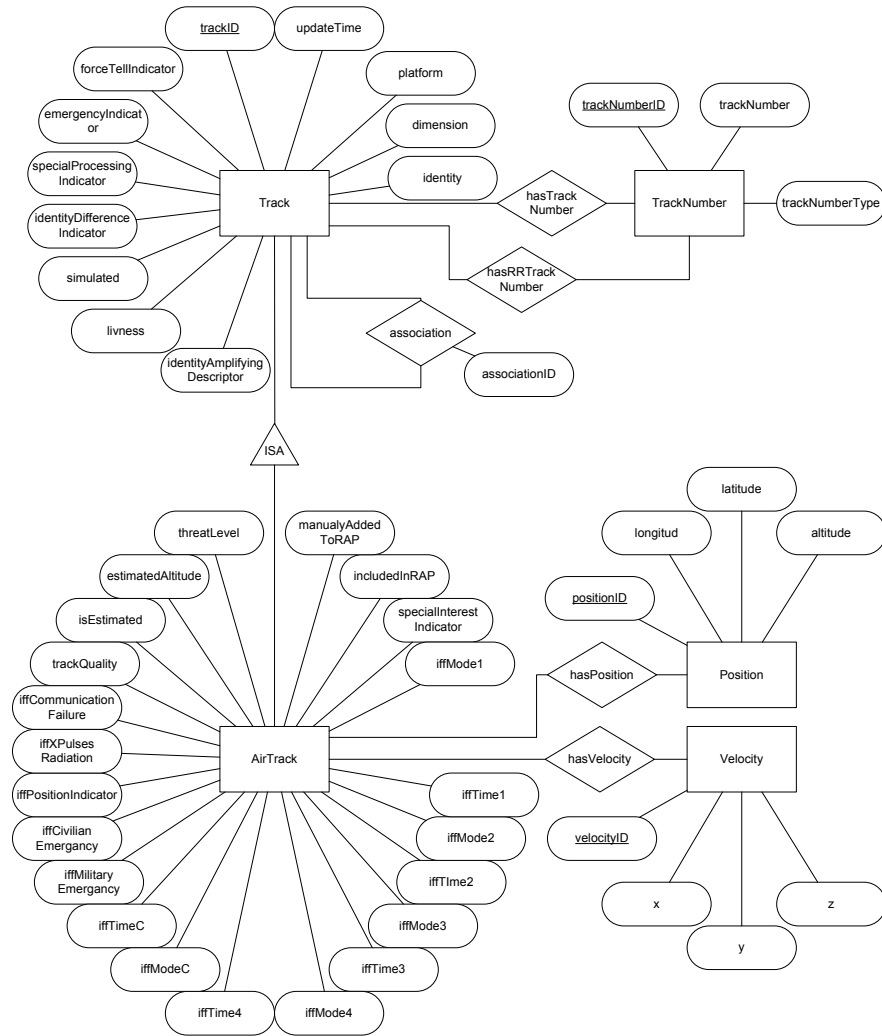 trackID
updateTime
forceTellIndicator
platform
emergencyIndicat
or
dimension
specialProcessing
Indicator
identity
identityDifference
Indicator
simulated
livness
identityAmplifying
Descriptor
Track
hasTrack
Number
hasRRTrack
Number
association
associationID
trackNumberID
trackNumber
TrackNumber
trackNumberType
ISA
threatLevel
manualyAdded
ToRAP
estimatedAltitude
includedInRAP
isEstimated
specialInterest
Indicator
trackQuality
iffMode1
iffCommunication
Failure
iffXPulses
Radiation
AirTrack
iffPositionIndicator
iffTime1
iffCivilian
Emergancy
iffMode2
iffMilitary
Emergancy
iffTIme2
iffTimeC
iffMode3
iffModeC
iffTime3
iffTime4
iffMode4
latitude
longitud
altitude
positionID
hasPosition
Position
hasVelocity
Velocity
velocityID
x
y
z